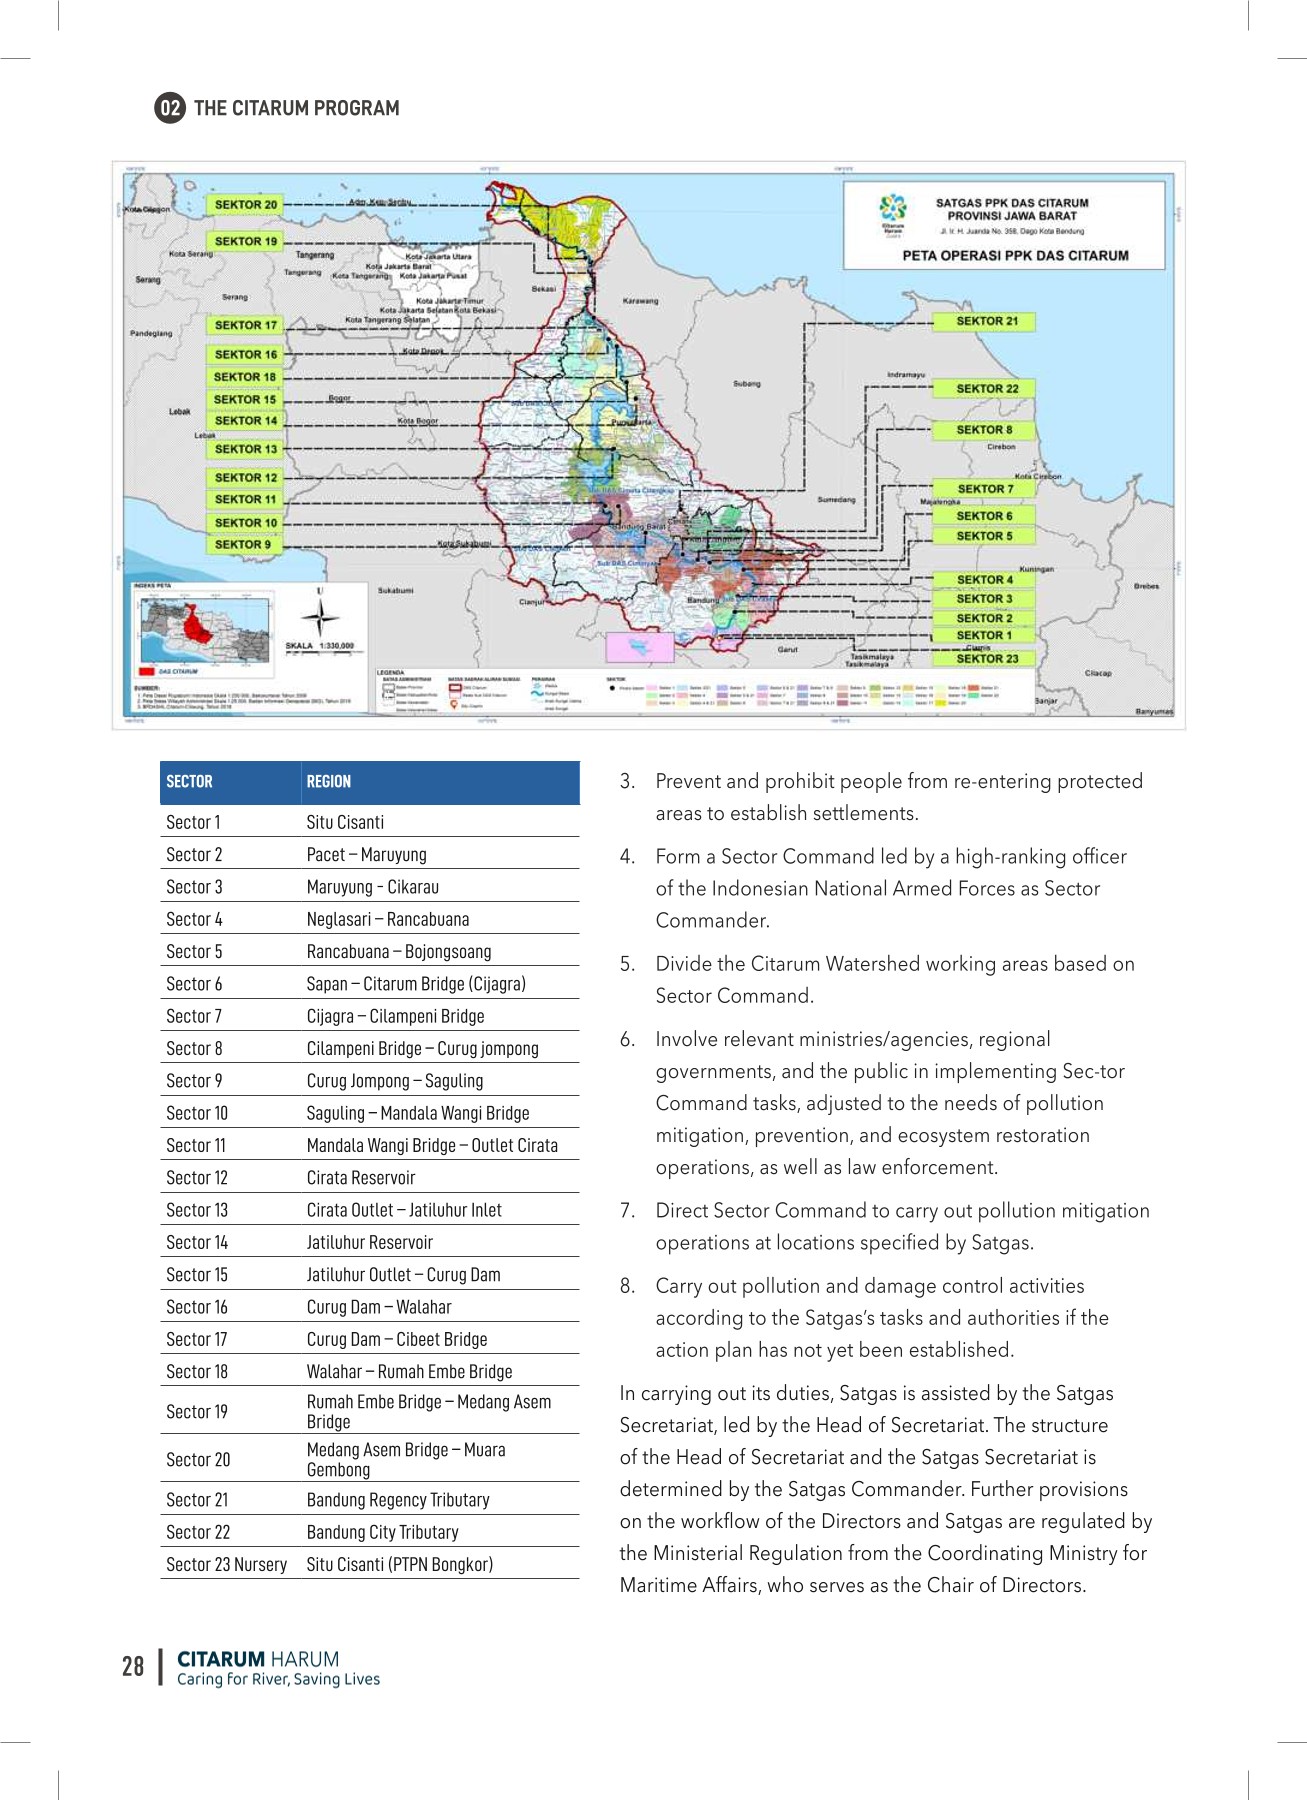 02 THE CITARUM PROGRAM
SATGAS PPK DAS CITARUM
PROVINSI JAWA BARAT
Jl. Ir. H. Juanda No. 358, Dago Kota Bandung
PETA OPERASI PPK DAS CITARUM
Citarum
Harum
SEKTOR 20
SEKTOR 19
SEKTOR 17
SEKTOR 16
SEKTOR 18
SEKTOR 15
SEKTOR 14
SEKTOR 13
SEKTOR 12
SEKTOR 11
SEKTOR 10
SEKTOR 9
SEKTOR 21
SEKTOR 22
SEKTOR 8
SEKTOR 7
SEKTOR 6
SEKTOR 5
SEKTOR 4
SEKTOR 3
SEKTOR 2
SEKTOR 1
SEKTOR 23
Adm. Kep. Seribu
Kota Cilegon
Kota Serang
Serang
Serang
Tangerang
Tangerang
Kota Tangerang
Kota Jakarta Utara
Kota Jakarta Barat
Kota Jakarta Pusat
Kota Jakarta Timur
Kota Jakarta Selatan
Kota Bekasi
Kota Tangerang Selatan
Kota Depok
Pandeglang
Lebak
Lebak
Bogor
Kota Bogor
Bekasi
Karawang
Subang
Purwakarta
Indramayu
Cirebon
Kota Cirebon
Majalengka
Sumedang
Kuningan
Brebes
Bandung Barat
Bandung
Kota Sukabumi
Sukabumi
Cianjur
Garut
Tasikmalaya
Tasikmalaya
Ciamis
Cilacap
Banjar
Banyumas
INDEKS PETA
DAS CITARUM
U
SKALA 1:330,000
SUMBER:
LEGENDA
SECTOR REGION
Sector 1 Situ Cisanti
Sector 2 Pacet – Maruyung
Sector 3 Maruyung - Cikarau
Sector 4 Neglasari – Rancabuana
Sector 5 Rancabuana – Bojongsoang
Sector 6 Sapan – Citarum Bridge (Cijagra)
Sector 7 Cijagra – Cilampeni Bridge
Sector 8 Cilampeni Bridge – Curug jompong
Sector 9 Curug Jompong – Saguling
Sector 10 Saguling – Mandala Wangi Bridge
Sector 11 Mandala Wangi Bridge – Outlet Cirata
Sector 12 Cirata Reservoir
Sector 13 Cirata Outlet – Jatiluhur Inlet
Sector 14 Jatiluhur Reservoir
Sector 15 Jatiluhur Outlet – Curug Dam
Sector 16 Curug Dam – Walahar
Sector 17 Curug Dam – Cibeet Bridge
Sector 18 Walahar – Rumah Embe Bridge
Sector 19 Rumah Embe Bridge – Medang Asem
Bridge
Sector 20 Medang Asem Bridge – Muara
Gembong
Sector 21 Bandung Regency Tributary
Sector 22 Bandung City Tributary
Sector 23 Nursery Situ Cisanti (PTPN Bongkor)
3. Prevent and prohibit people from re-entering protected
areas to establish settlements.
4. Form a Sector Command led by a high-ranking officer
of the Indonesian National Armed Forces as Sector
Commander.
5. Divide the Citarum Watershed working areas based on
Sector Command.
6. Involve relevant ministries/agencies, regional
governments, and the public in implementing Sec-tor
Command tasks, adjusted to the needs of pollution
mitigation, prevention, and ecosystem restoration
operations, as well as law enforcement.
7. Direct Sector Command to carry out pollution mitigation
operations at locations specified by Satgas.
8. Carry out pollution and damage control activities
according to the Satgas’s tasks and authorities if the
action plan has not yet been established.
In carrying out its duties, Satgas is assisted by the Satgas
Secretariat, led by the Head of Secretariat. The structure
of the Head of Secretariat and the Satgas Secretariat is
determined by the Satgas Commander. Further provisions
on the workflow of the Directors and Satgas are regulated by
the Ministerial Regulation from the Coordinating Ministry for
Maritime Affairs, who serves as the Chair of Directors.
28
CITARUM HARUM
Caring for River, Saving Lives